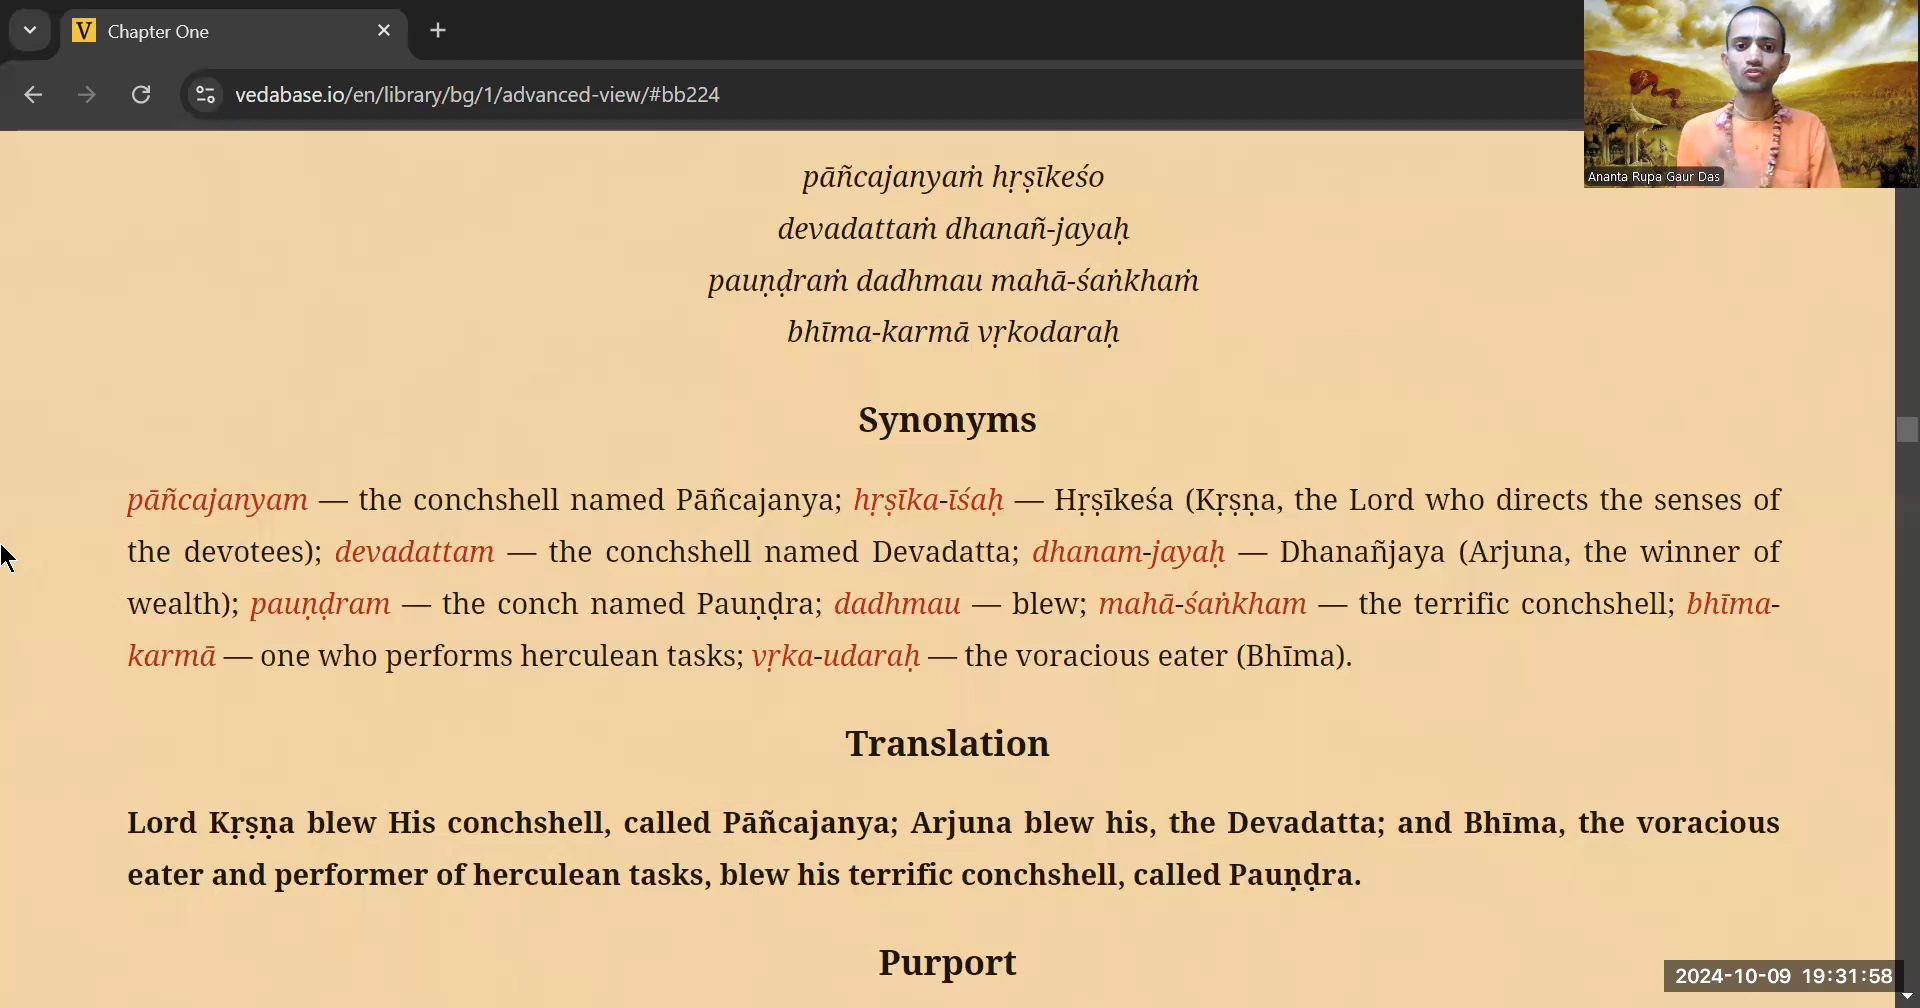 Chapter One
vedabase.io/en/library/bg/1/advanced-view/#bb224
Ananta Rupa Gaur Das
pāñcajanyaṁ hṛṣīkeśo
devadattaṁ dhanañ-jayaḥ
pauṇḍraṁ dadhmau mahā-śaṅkhaṁ
bhīma-karmā vṛkodaraḥ
Synonyms
pāñcajanyam — the conchshell named Pāñcajanya; hṛṣīka-īśaḥ — Hṛṣīkeśa (Kṛṣṇa, the Lord who directs the senses of
the devotees); devadattam — the conchshell named Devadatta; dhanam-jayaḥ — Dhanañjaya (Arjuna, the winner of
wealth); pauṇḍram — the conch named Pauṇḍra; dadhmau — blew; mahā-śaṅkham — the terrific conchshell; bhīma-
karmā — one who performs herculean tasks; vṛka-udaraḥ — the voracious eater (Bhīma).
Translation
Lord Kṛṣṇa blew His conchshell, called Pāñcajanya; Arjuna blew his, the Devadatta; and Bhīma, the voracious
eater and performer of herculean tasks, blew his terrific conchshell, called Pauṇḍra.
Purport
2024-10-09 19:31:58